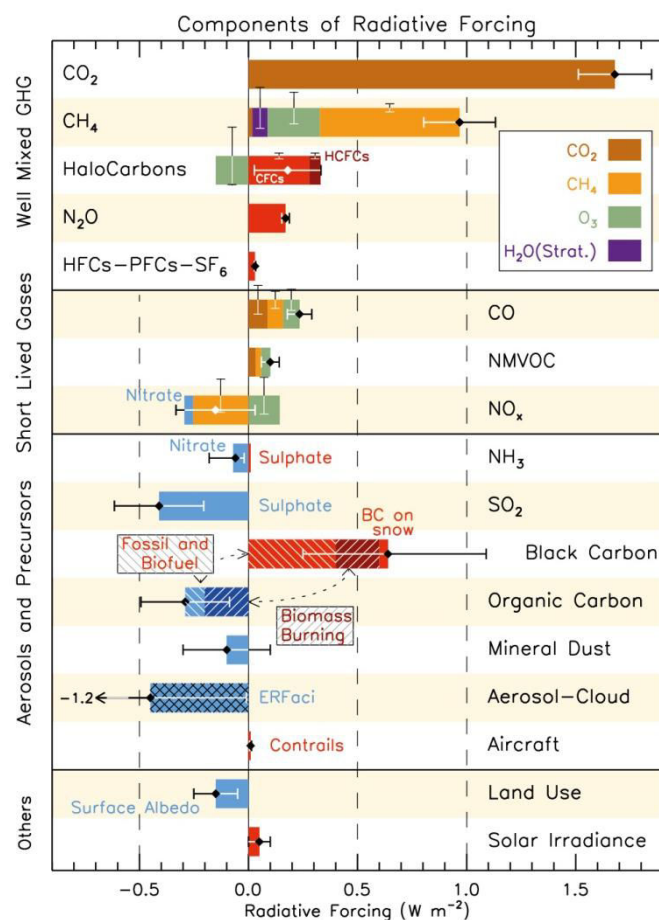 Components of Radiative Forcing
Well Mixed GHG
CO₂
CH₄
HaloCarbons
CFCs
HCFCs
N₂O
HFCs–PFCs–SF₆
CO₂
CH₄
O₃
H₂O(Strat.)
Short Lived Gases
CO
NMVOC
Nitrate
NOₓ
Aerosols and Precursors
Nitrate
Sulphate
NH₃
Sulphate
SO₂
BC on
snow
Fossil and
Biofuel
Black Carbon
Organic Carbon
Biomass
Burning
Mineral Dust
-1.2
ERFaci
Aerosol–Cloud
Contrails
Aircraft
Others
Surface Albedo
Land Use
Solar Irradiance
−0.5 0.0 0.5 1.0 1.5
Radiative Forcing (W m⁻²)